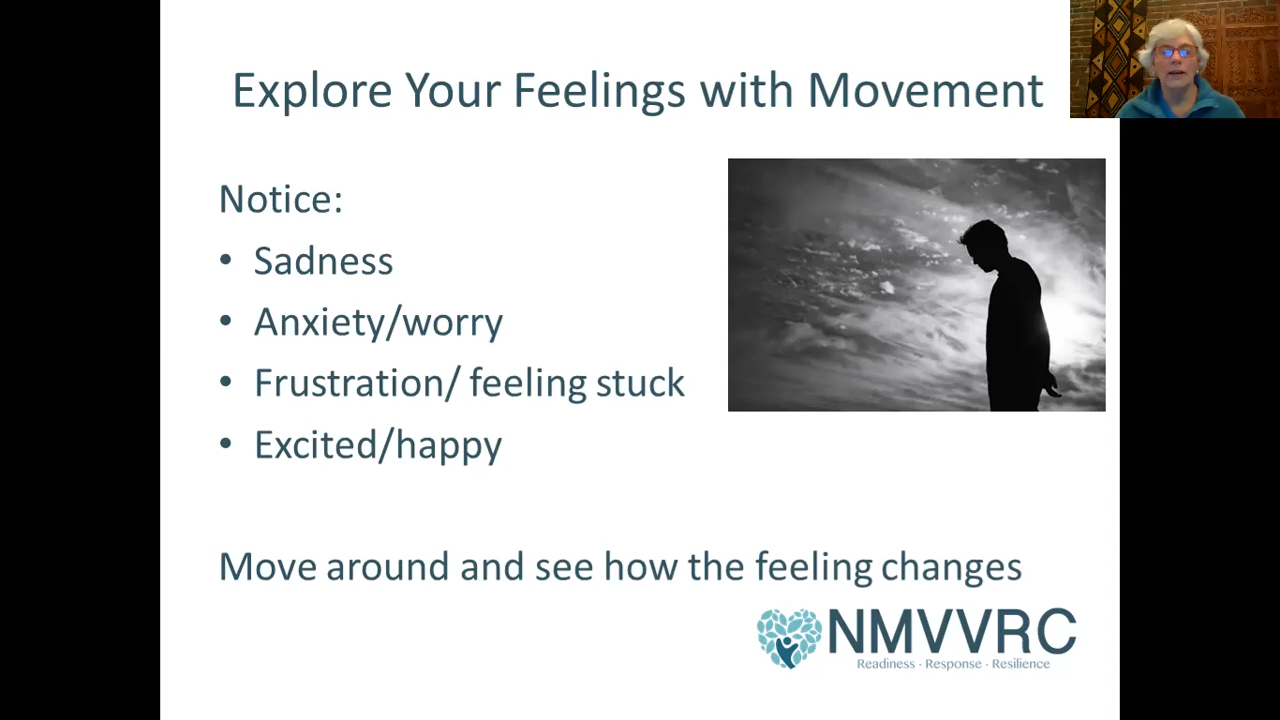 Explore Your Feelings with Movement
Notice:
• Sadness
• Anxiety/worry
• Frustration/ feeling stuck
• Excited/happy
Move around and see how the feeling changes
NMVVRC
Readiness · Response · Resilience